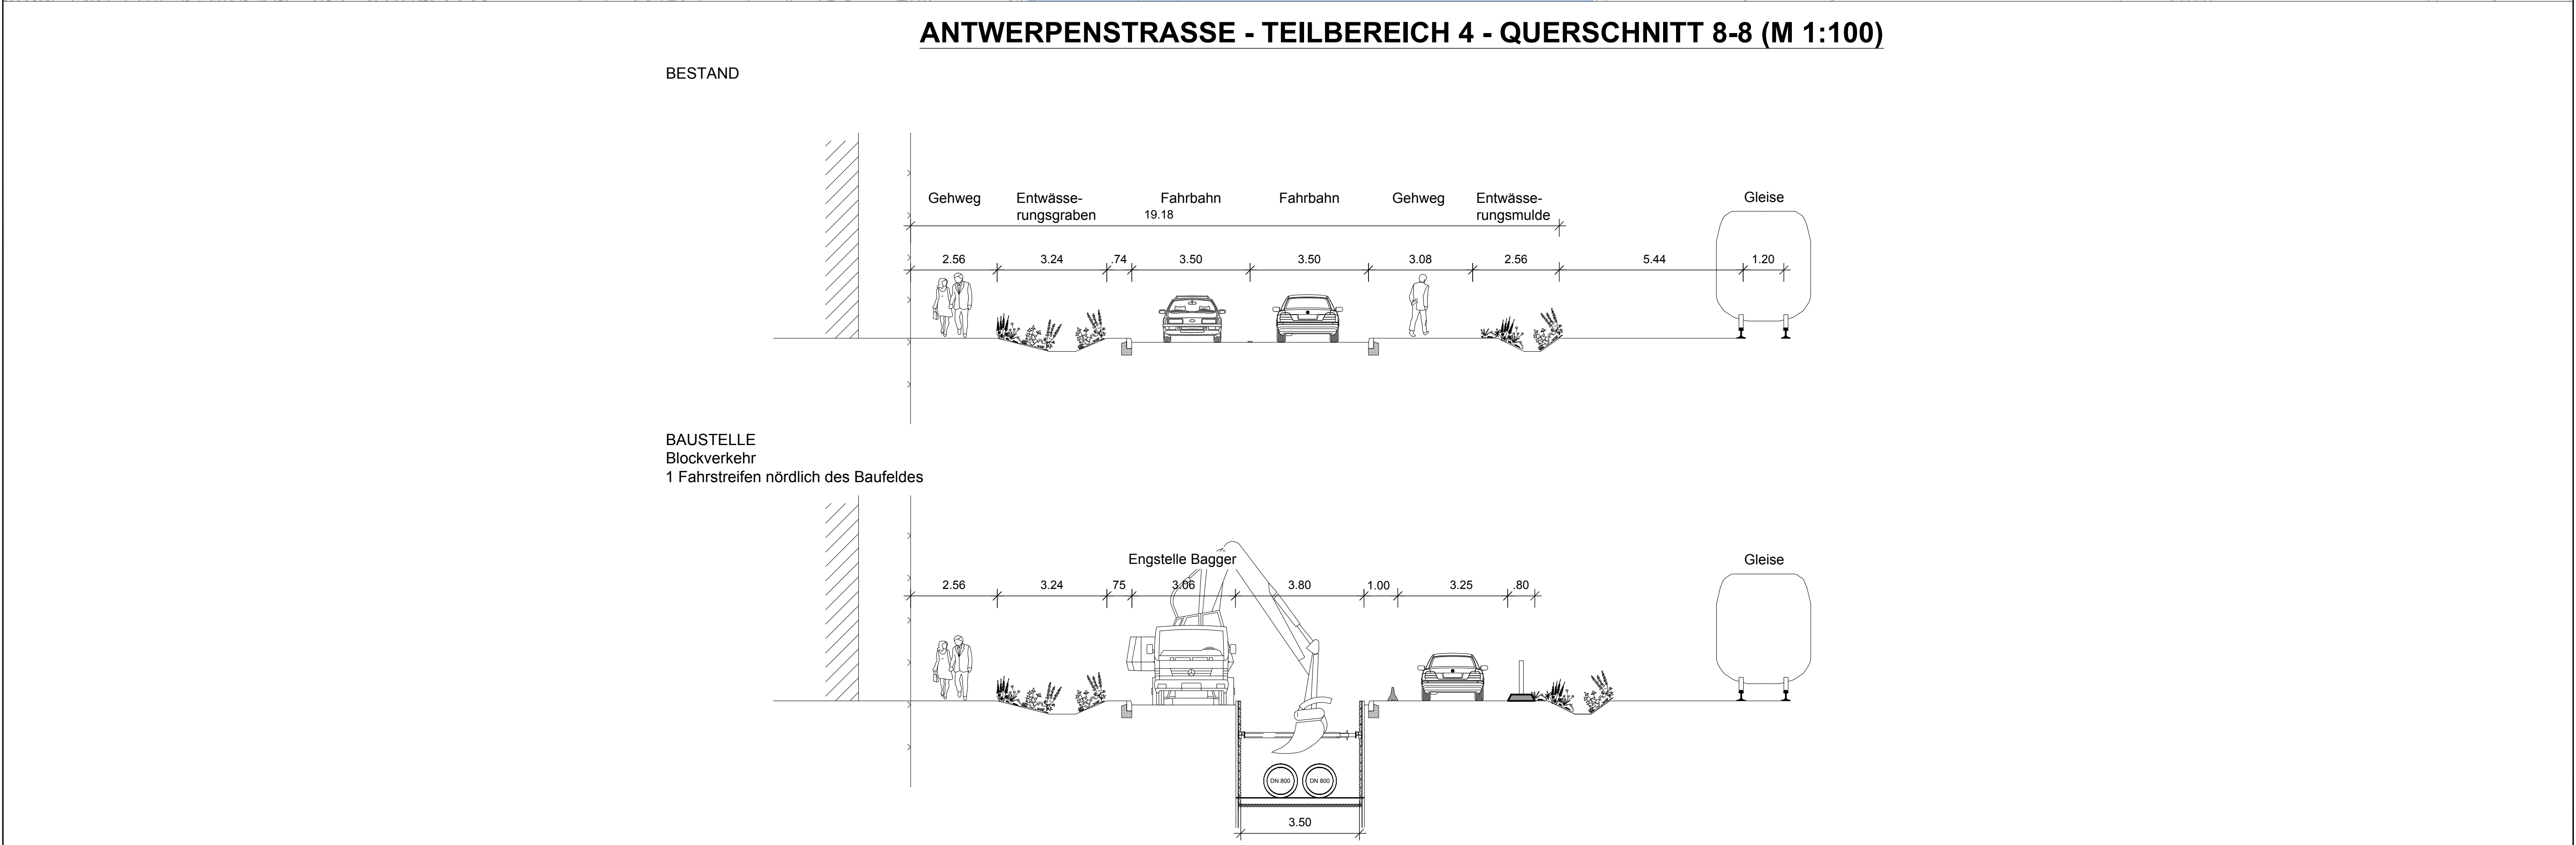 ANTWERPENSTRASSE - TEILBEREICH 4 - QUERSCHNITT 8-8 (M 1:100)
BESTAND
Gehweg Entwässe- Fahrbahn Fahrbahn Gehweg Entwässe- Gleise
rungsgraben 19.18 rungsmulde
2.56 3.24 .74 3.50 3.50 3.08 2.56 5.44 1.20
BAUSTELLE
Blockverkehr
1 Fahrstreifen nördlich des Baufeldes
Engstelle Bagger Gleise
2.56 3.24 .75 3.06 3.80 1.00 3.25 .80
DN 800 DN 800
3.50